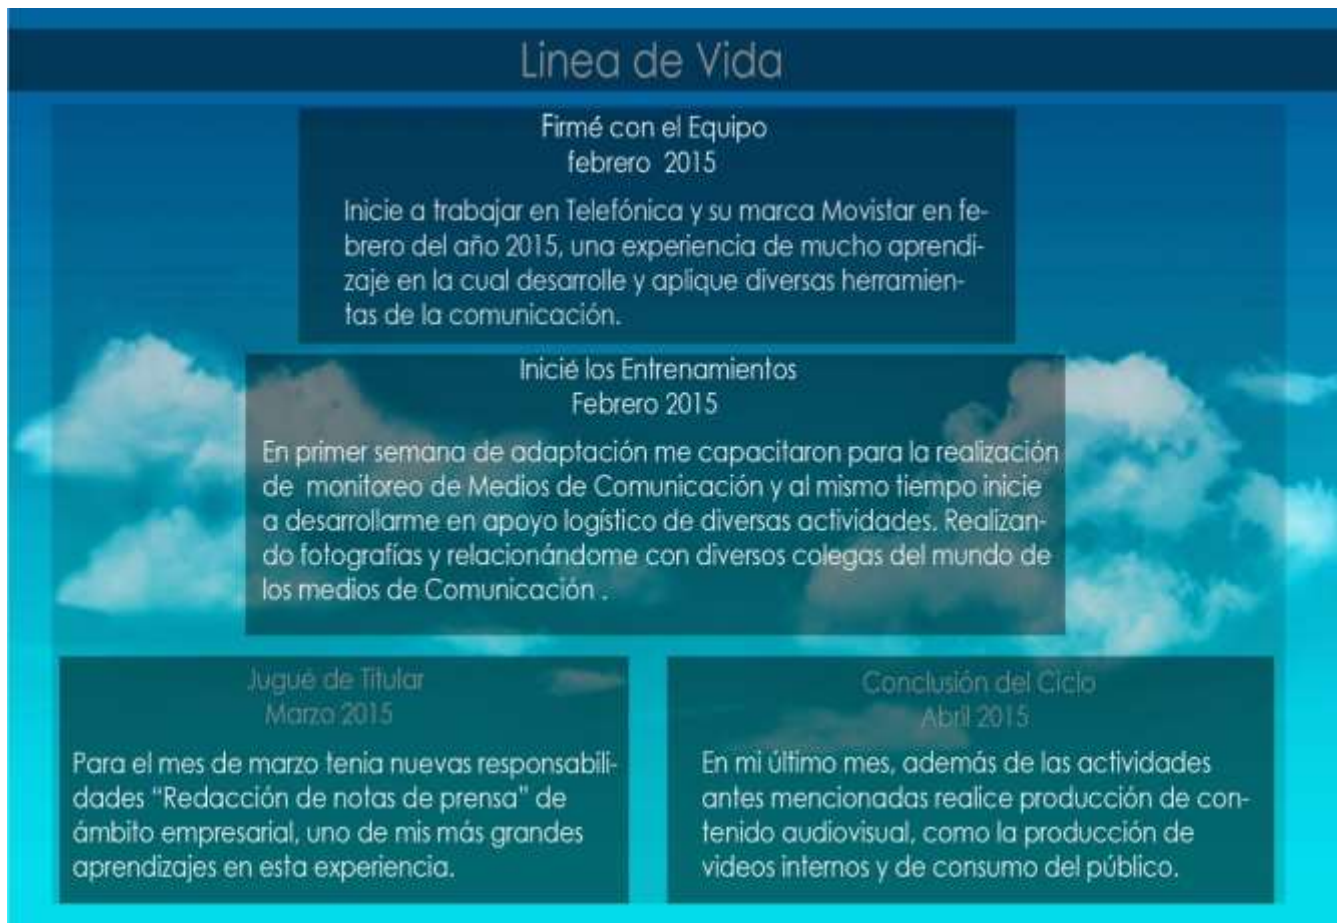 Linea de Vida
Firmé con el Equipo
febrero 2015
Inicie a trabajar en Telefónica y su marca Movistar en fe-
brero del año 2015, una experiencia de mucho aprendi-
zaje en la cual desarrolle y aplique diversas herramien-
tas de la comunicación.
Inicié los Entrenamientos
Febrero 2015
En primer semana de adaptación me capacitaron para la realización
de monitoreo de Medios de Comunicación y al mismo tiempo inicie
a desarrollarme en apoyo logístico de diversas actividades. Realizan-
do fotografías y relacionándome con diversos colegas del mundo de
los medios de Comunicación .
Jugué de Titular
Marzo 2015
Para el mes de marzo tenia nuevas responsabili-
dades “Redacción de notas de prensa” de
ámbito empresarial, uno de mis más grandes
aprendizajes en esta experiencia.
Conclusión del Ciclo
Abril 2015
En mi último mes, además de las actividades
antes mencionadas realice producción de con-
tenido audiovisual, como la producción de
videos internos y de consumo del público.